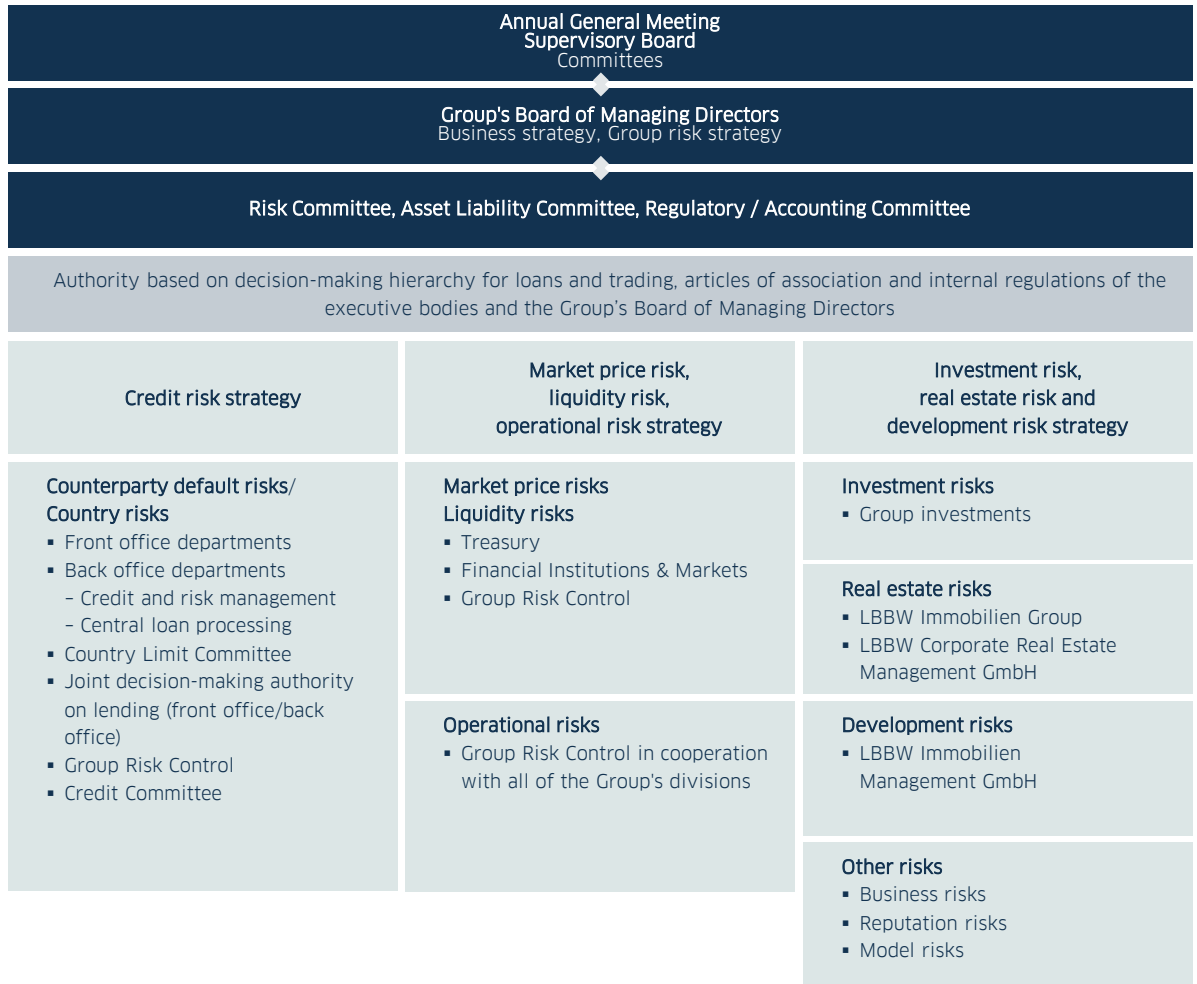 Annual General Meeting
Supervisory Board
Committees
Group's Board of Managing Directors
Business strategy, Group risk strategy
Risk Committee, Asset Liability Committee, Regulatory / Accounting Committee
Authority based on decision-making hierarchy for loans and trading, articles of association and internal regulations of the
executive bodies and the Group's Board of Managing Directors
Credit risk strategy
Market price risk,
liquidity risk,
operational risk strategy
Investment risk,
real estate risk and
development risk strategy
Counterparty default risks/
Country risks
▪ Front office departments
▪ Back office departments
– Credit and risk management
– Central loan processing
▪ Country Limit Committee
▪ Joint decision-making authority
on lending (front office/back
office)
▪ Group Risk Control
▪ Credit Committee
Market price risks
Liquidity risks
▪ Treasury
▪ Financial Institutions & Markets
▪ Group Risk Control
Operational risks
▪ Group Risk Control in cooperation
with all of the Group's divisions
Investment risks
▪ Group investments
Real estate risks
▪ LBBW Immobilien Group
▪ LBBW Corporate Real Estate
Management GmbH
Development risks
▪ LBBW Immobilien
Management GmbH
Other risks
▪ Business risks
▪ Reputation risks
▪ Model risks